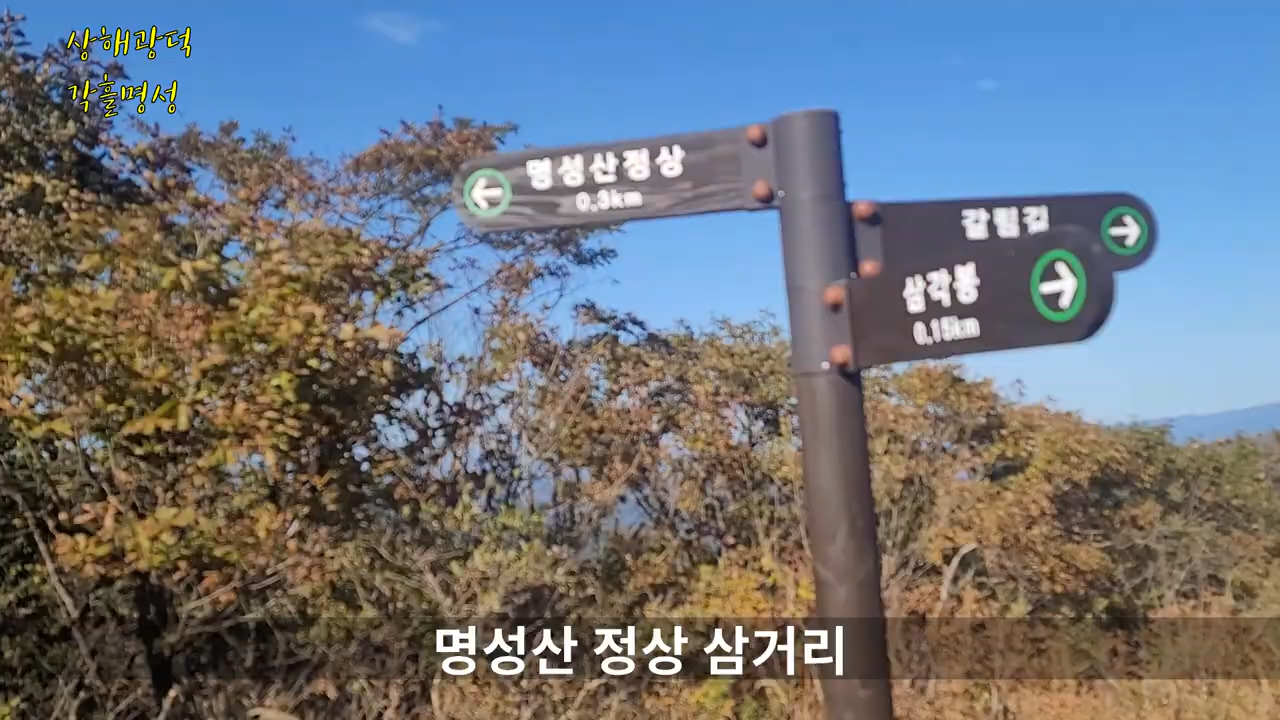 상해광덕
각흘명성
명성산정상
0.3km
갈림길
삼각봉
0.15km
명성산 정상 삼거리